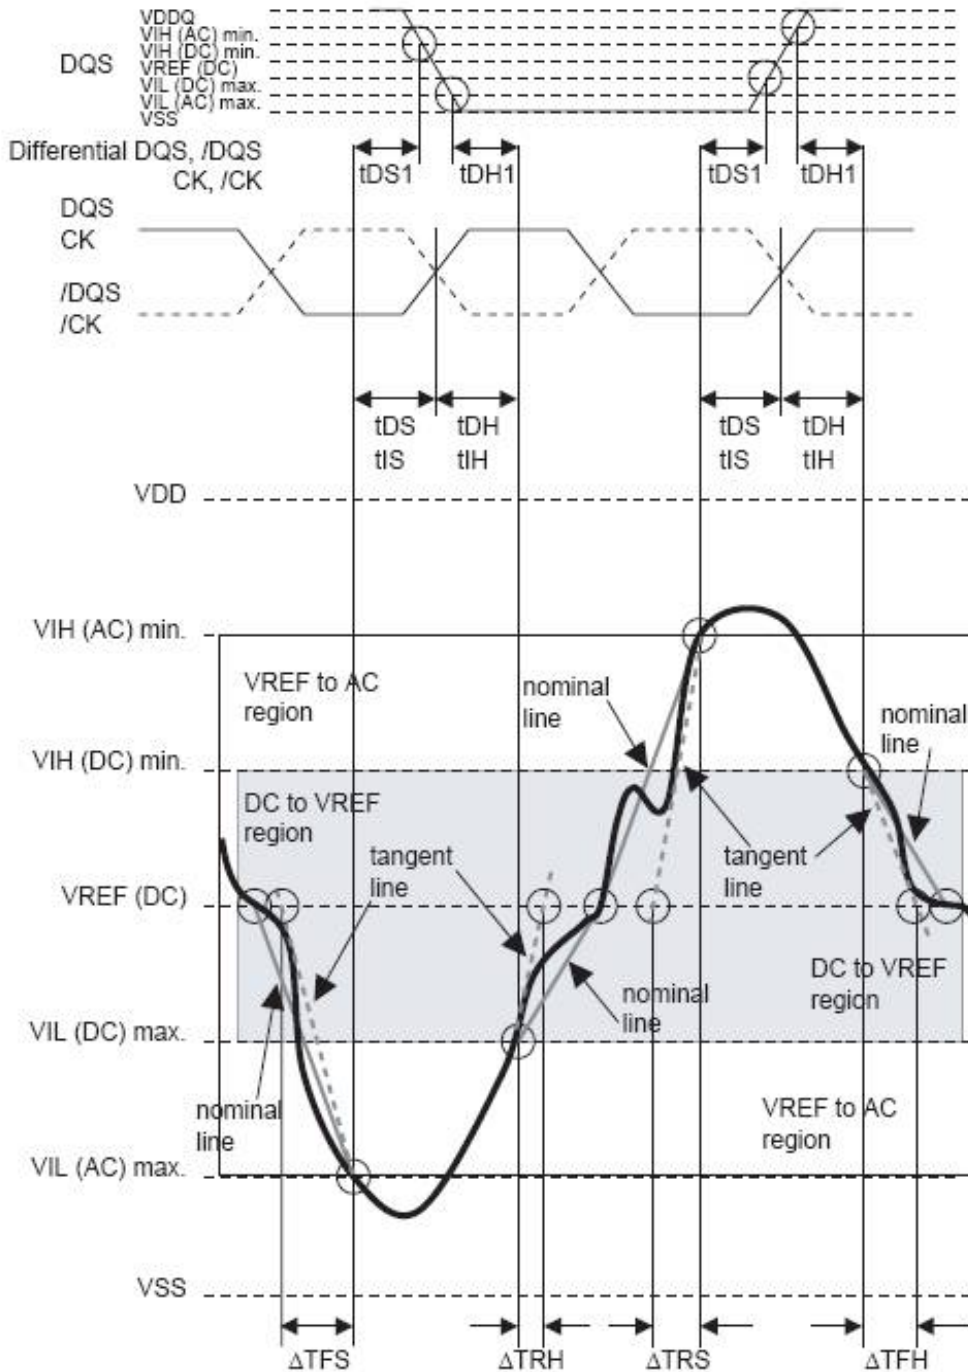 VDDQ
VIH (AC) min.
VIH (DC) min.
DQS
VREF (DC)
VIL (DC) max.
VIL (AC) max.
VSS
Differential DQS, /DQS
CK, /CK
tDS1
tDH1
tDS1
tDH1
DQS
CK
/DQS
/CK
tDS
tIS
tDH
tIH
tDS
tIS
tDH
tIH
VDD
VIH (AC) min.
VREF to AC
region
nominal
line
nominal
line
VIH (DC) min.
DC to VREF
region
tangent
line
tangent
line
VREF (DC)
DC to VREF
region
nominal
line
VIL (DC) max.
nominal
line
VREF to AC
region
VIL (AC) max.
VSS
ΔTFS
ΔTRH
ΔTRS
ΔTFH